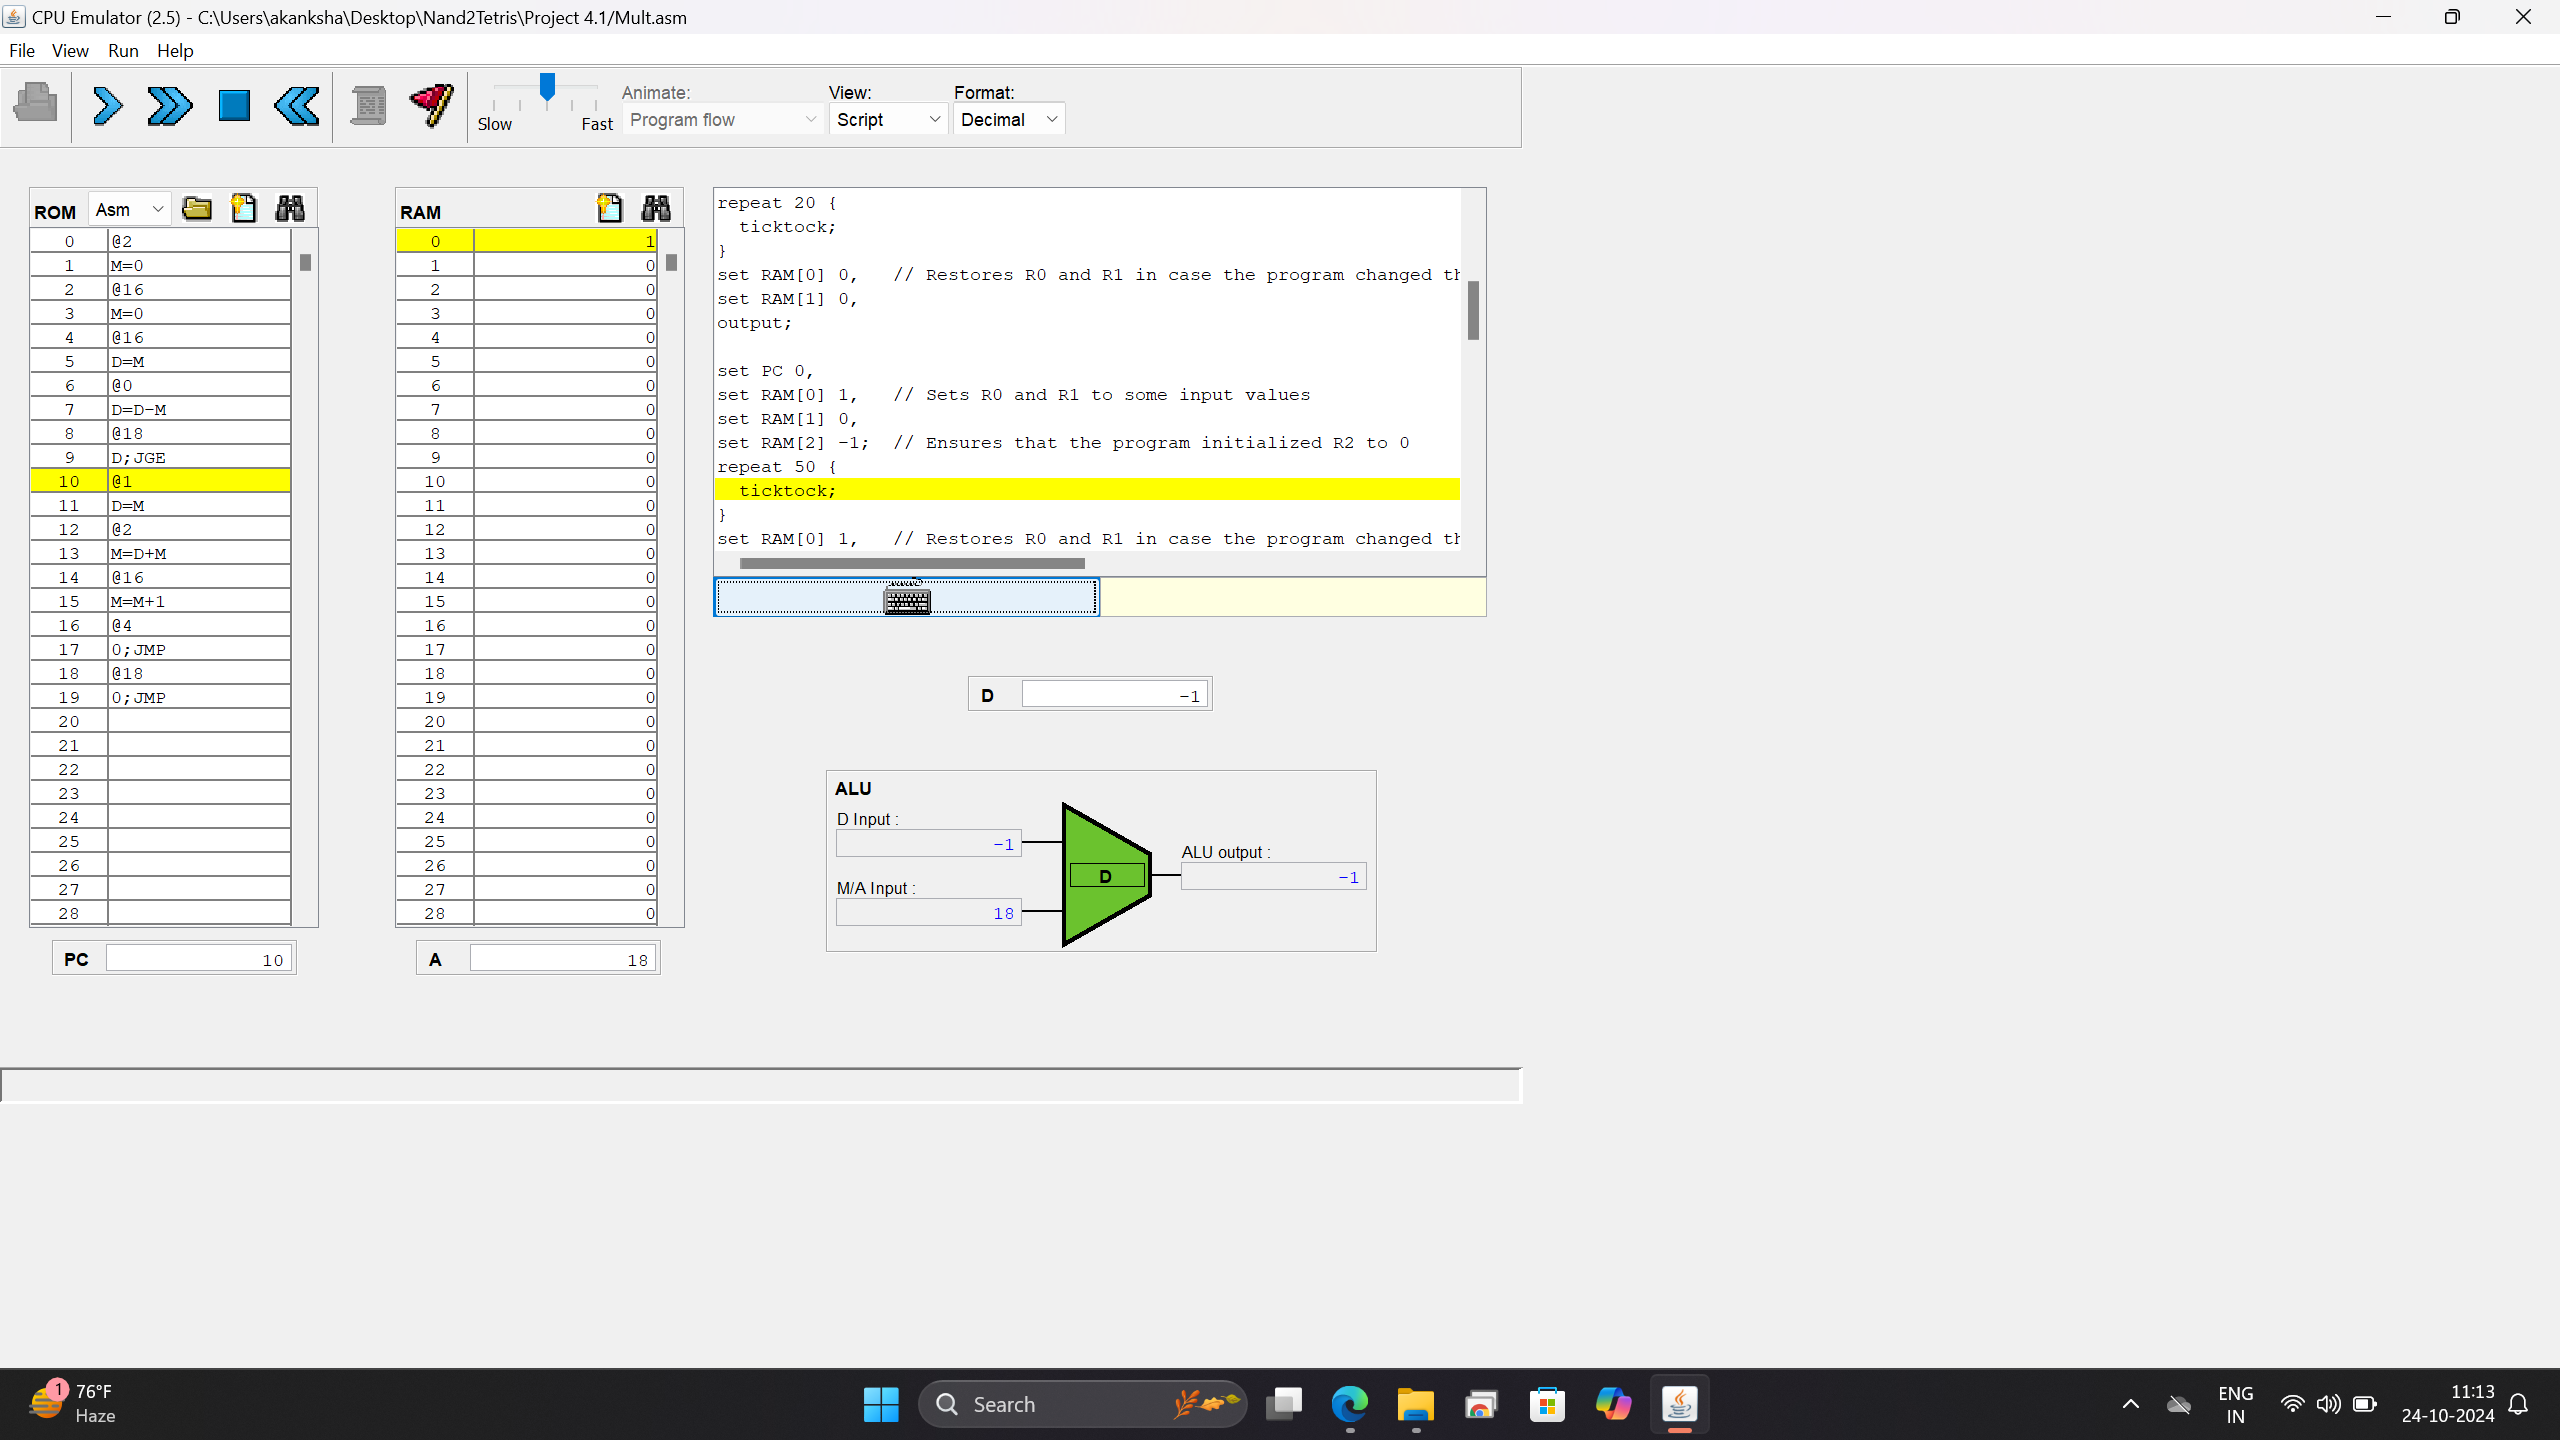 CPU Emulator (2.5) - C:\Users\akanksha\Desktop\Nand2Tetris\Project 4.1/Mult.asm
File View Run Help
Slow Fast
Animate: Program flow
View: Script
Format: Decimal
ROM Asm
0 @2
1 M=0
2 @16
3 M=0
4 @16
5 D=M
6 @0
7 D=D-M
8 @18
9 D;JGE
10 @1
11 D=M
12 @2
13 M=D+M
14 @16
15 M=M+1
16 @4
17 0;JMP
18 @18
19 0;JMP
20
21
22
23
24
25
26
27
28
PC 10
RAM
0 1
1 0
2 0
3 0
4 0
5 0
6 0
7 0
8 0
9 0
10 0
11 0
12 0
13 0
14 0
15 0
16 0
17 0
18 0
19 0
20 0
21 0
22 0
23 0
24 0
25 0
26 0
27 0
28 0
A 18
repeat 20 {
ticktock;
}
set RAM[0] 0, // Restores R0 and R1 in case the program changed th
set RAM[1] 0,
output;
set PC 0,
set RAM[0] 1, // Sets R0 and R1 to some input values
set RAM[1] 0,
set RAM[2] -1; // Ensures that the program initialized R2 to 0
repeat 50 {
ticktock;
}
set RAM[0] 1, // Restores R0 and R1 in case the program changed th
D -1
ALU
D Input :
-1
M/A Input :
18
D
ALU output :
-1
1
76°F
Haze
Search
ENG
IN
11:13
24-10-2024